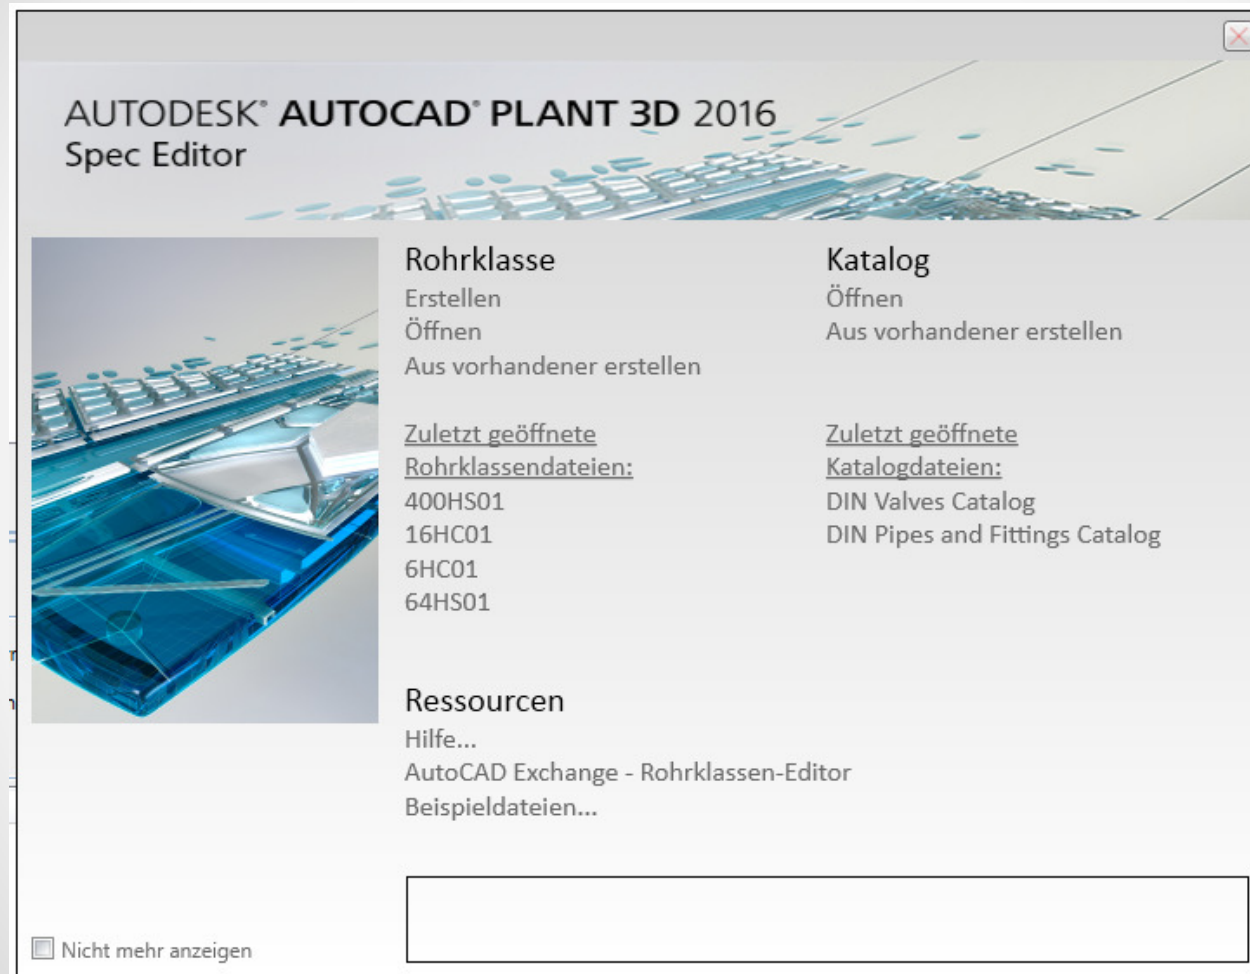 AUTODESK® AUTOCAD® PLANT 3D 2016
Spec Editor
Rohrklasse
Erstellen
Öffnen
Aus vorhandener erstellen
Zuletzt geöffnete
Rohrklassendateien:
400HS01
16HC01
6HC01
64HS01
Katalog
Öffnen
Aus vorhandener erstellen
Zuletzt geöffnete
Katalogdateien:
DIN Valves Catalog
DIN Pipes and Fittings Catalog
Ressourcen
Hilfe...
AutoCAD Exchange - Rohrklassen-Editor
Beispieldateien...
Nicht mehr anzeigen